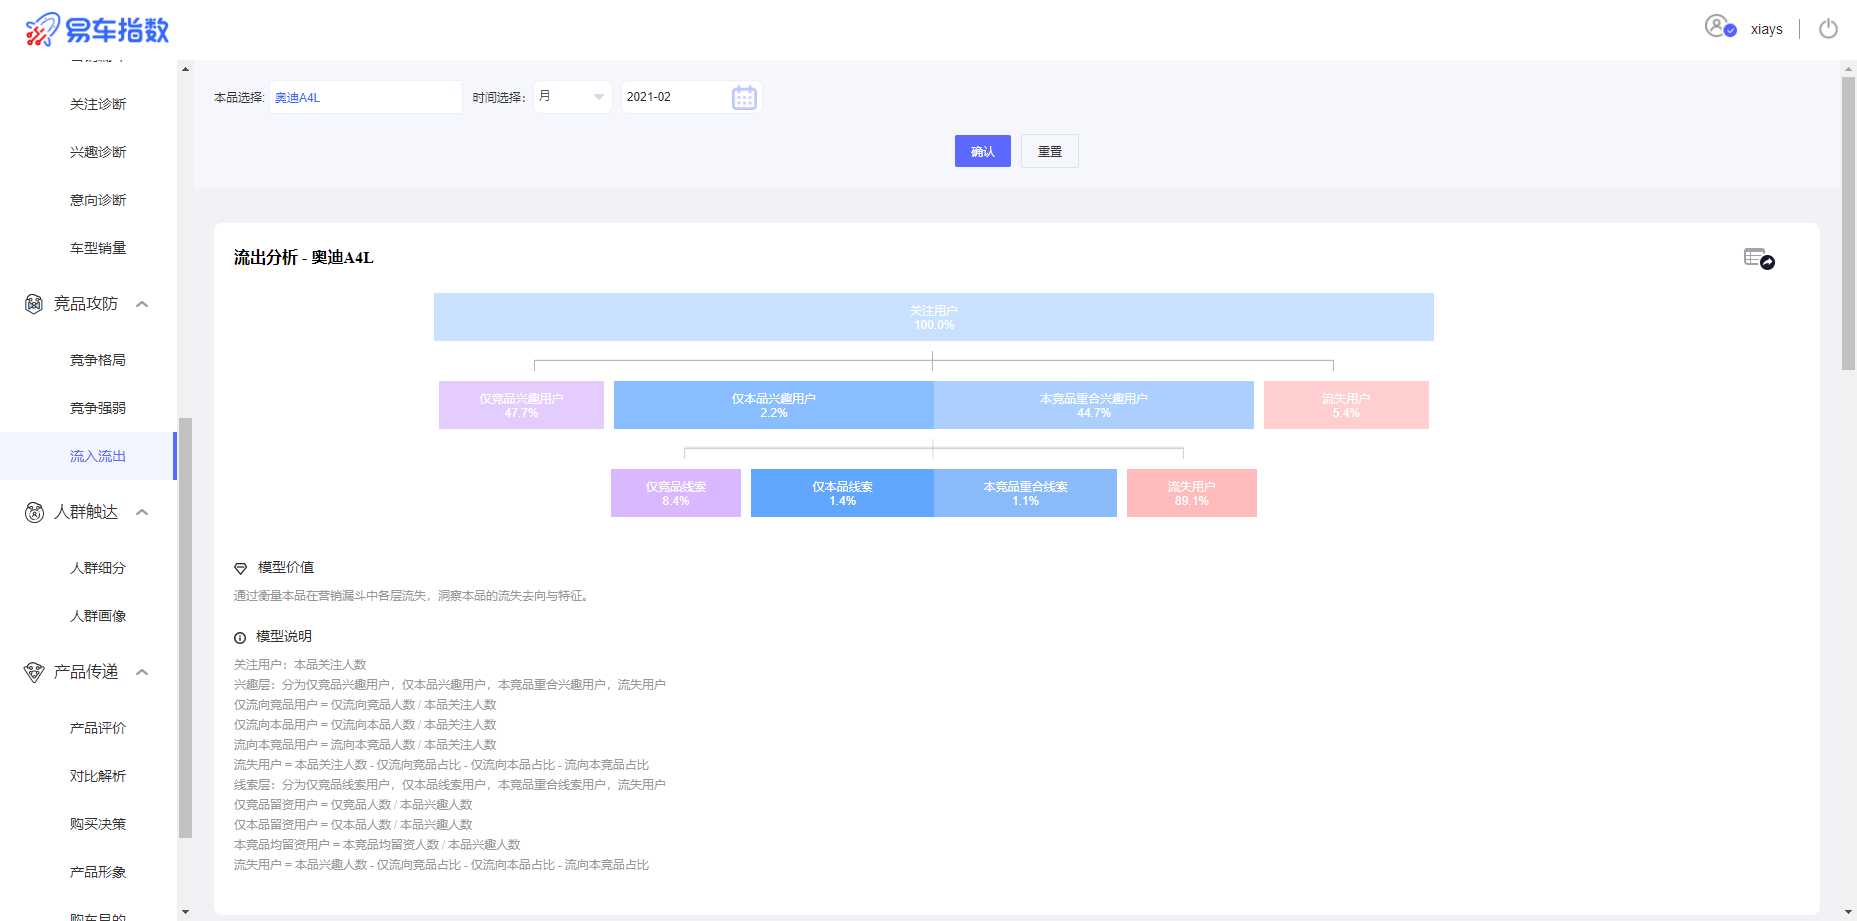 易车指数
xiays
关注诊断
兴趣诊断
意向诊断
车型销量
竞品攻防
竞争格局
竞争强弱
流入流出
人群触达
人群细分
人群画像
产品传递
产品评价
对比解析
购买决策
产品形象
购车目的
本品选择:
奥迪A4L
时间选择：
月
2021-02
确认
重置
流出分析 - 奥迪A4L
关注用户
100.0%
仅竞品兴趣用户
47.7%
仅本品兴趣用户
2.2%
本竞品重合兴趣用户
44.7%
流失用户
5.4%
仅竞品线索
8.4%
仅本品线索
1.4%
本竞品重合线索
1.1%
流失用户
89.1%
模型价值
通过衡量本品在营销漏斗中各层流失，洞察本品的流失去向与特征。
模型说明
关注用户：本品关注人数
兴趣层：分为仅竞品兴趣用户，仅本品兴趣用户，本竞品重合兴趣用户，流失用户
仅流向竞品用户 = 仅流向竞品人数 / 本品关注人数
仅流向本品用户 = 仅流向本品人数 / 本品关注人数
流向本竞品用户 = 流向本竞品人数 / 本品关注人数
流失用户 = 本品关注人数 - 仅流向竞品占比 - 仅流向本品占比 - 流向本竞品占比
线索层：分为仅竞品线索用户，仅本品线索用户，本竞品重合线索用户，流失用户
仅竞品留资用户 = 仅竞品人数 / 本品兴趣人数
仅本品留资用户 = 仅本品人数 / 本品兴趣人数
本竞品均留资用户 = 本竞品均留资人数 / 本品兴趣人数
流失用户 = 本品兴趣人数 - 仅流向竞品占比 - 仅流向本品占比 - 流向本竞品占比